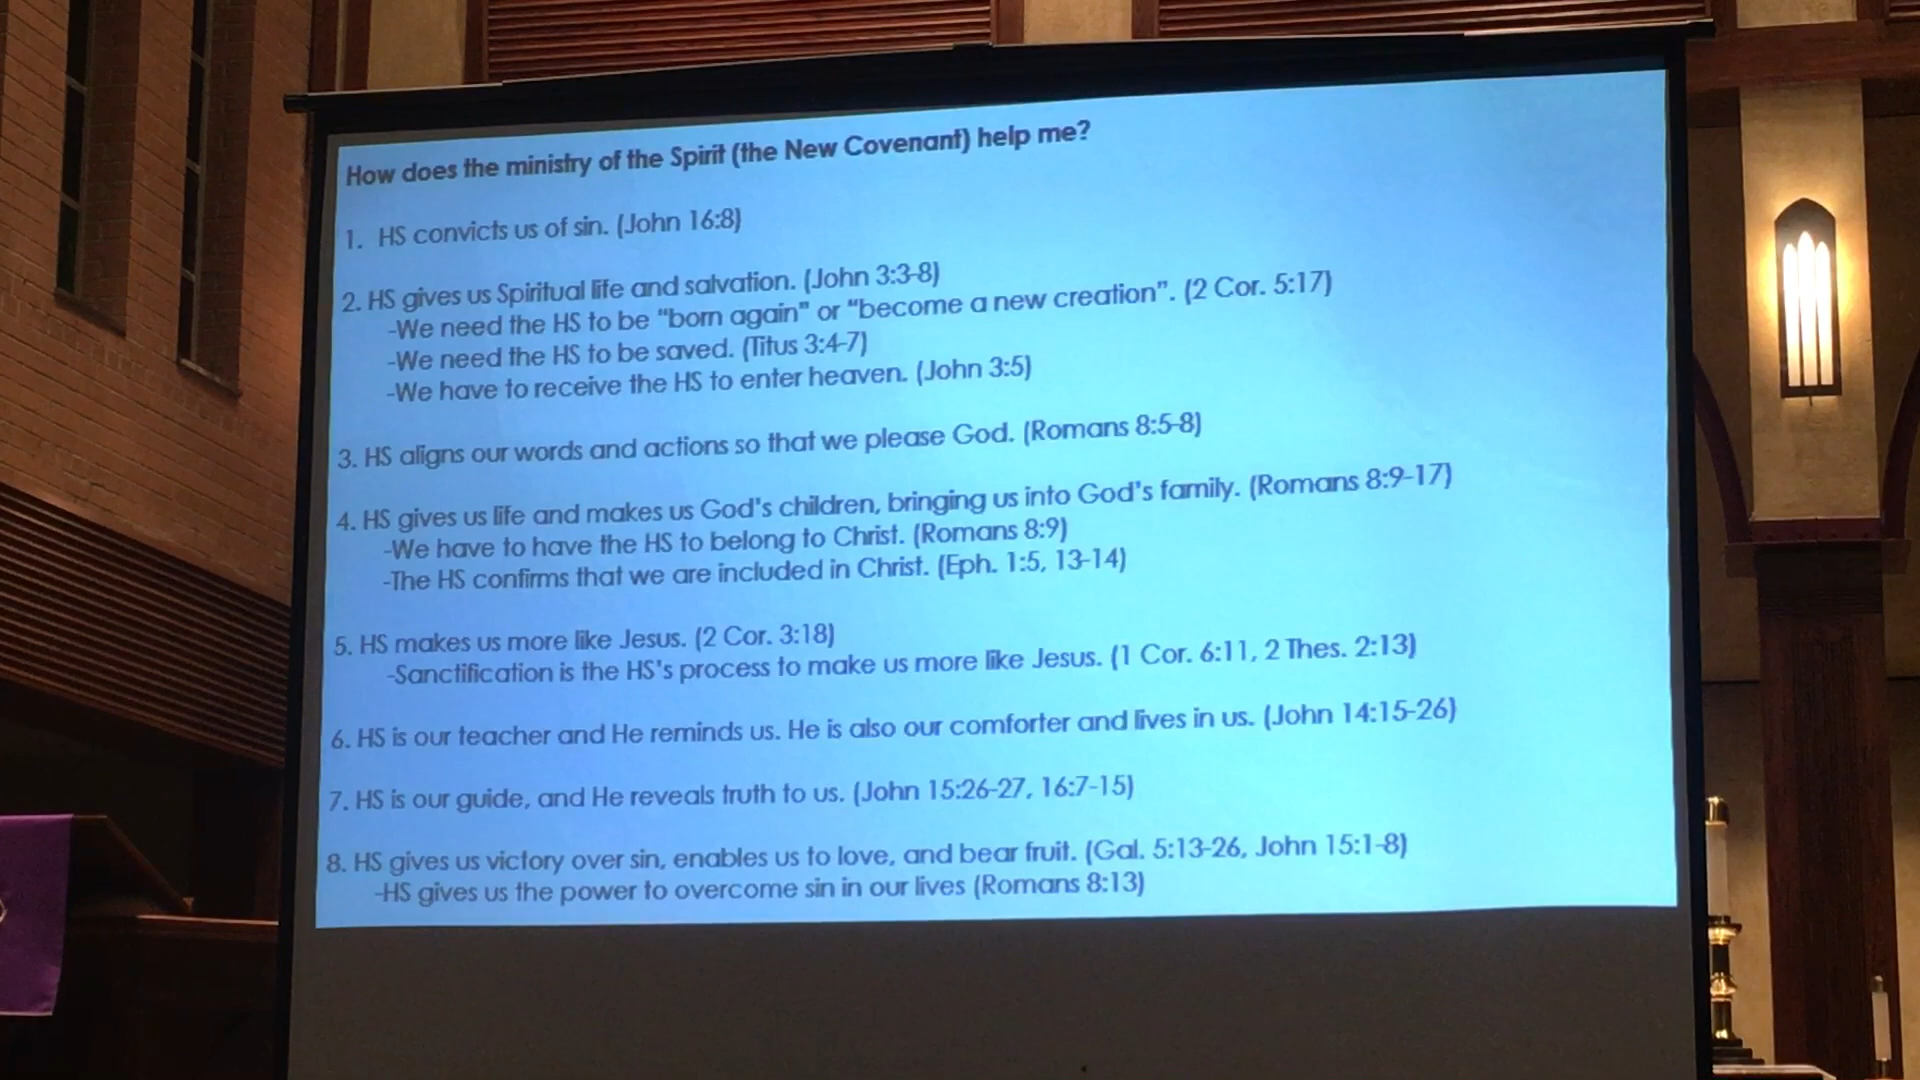 How does the ministry of the Spirit (the New Covenant) help me?
1. HS convicts us of sin. (John 16:8)
2. HS gives us Spiritual life and salvation. (John 3:3-8)
-We need the HS to be “born again” or “become a new creation”. (2 Cor. 5:17)
-We need the HS to be saved. (Titus 3:4-7)
-We have to receive the HS to enter heaven. (John 3:5)
3. HS aligns our words and actions so that we please God. (Romans 8:5-8)
4. HS gives us life and makes us God's children, bringing us into God's family. (Romans 8:9-17)
-We have to have the HS to belong to Christ. (Romans 8:9)
-The HS confirms that we are included in Christ. (Eph. 1:5, 13-14)
5. HS makes us more like Jesus. (2 Cor. 3:18)
-Sanctification is the HS's process to make us more like Jesus. (1 Cor. 6:11, 2 Thes. 2:13)
6. HS is our teacher and He reminds us. He is also our comforter and lives in us. (John 14:15-26)
7. HS is our guide, and He reveals truth to us. (John 15:26-27, 16:7-15)
8. HS gives us victory over sin, enables us to love, and bear fruit. (Gal. 5:13-26, John 15:1-8)
-HS gives us the power to overcome sin in our lives (Romans 8:13)